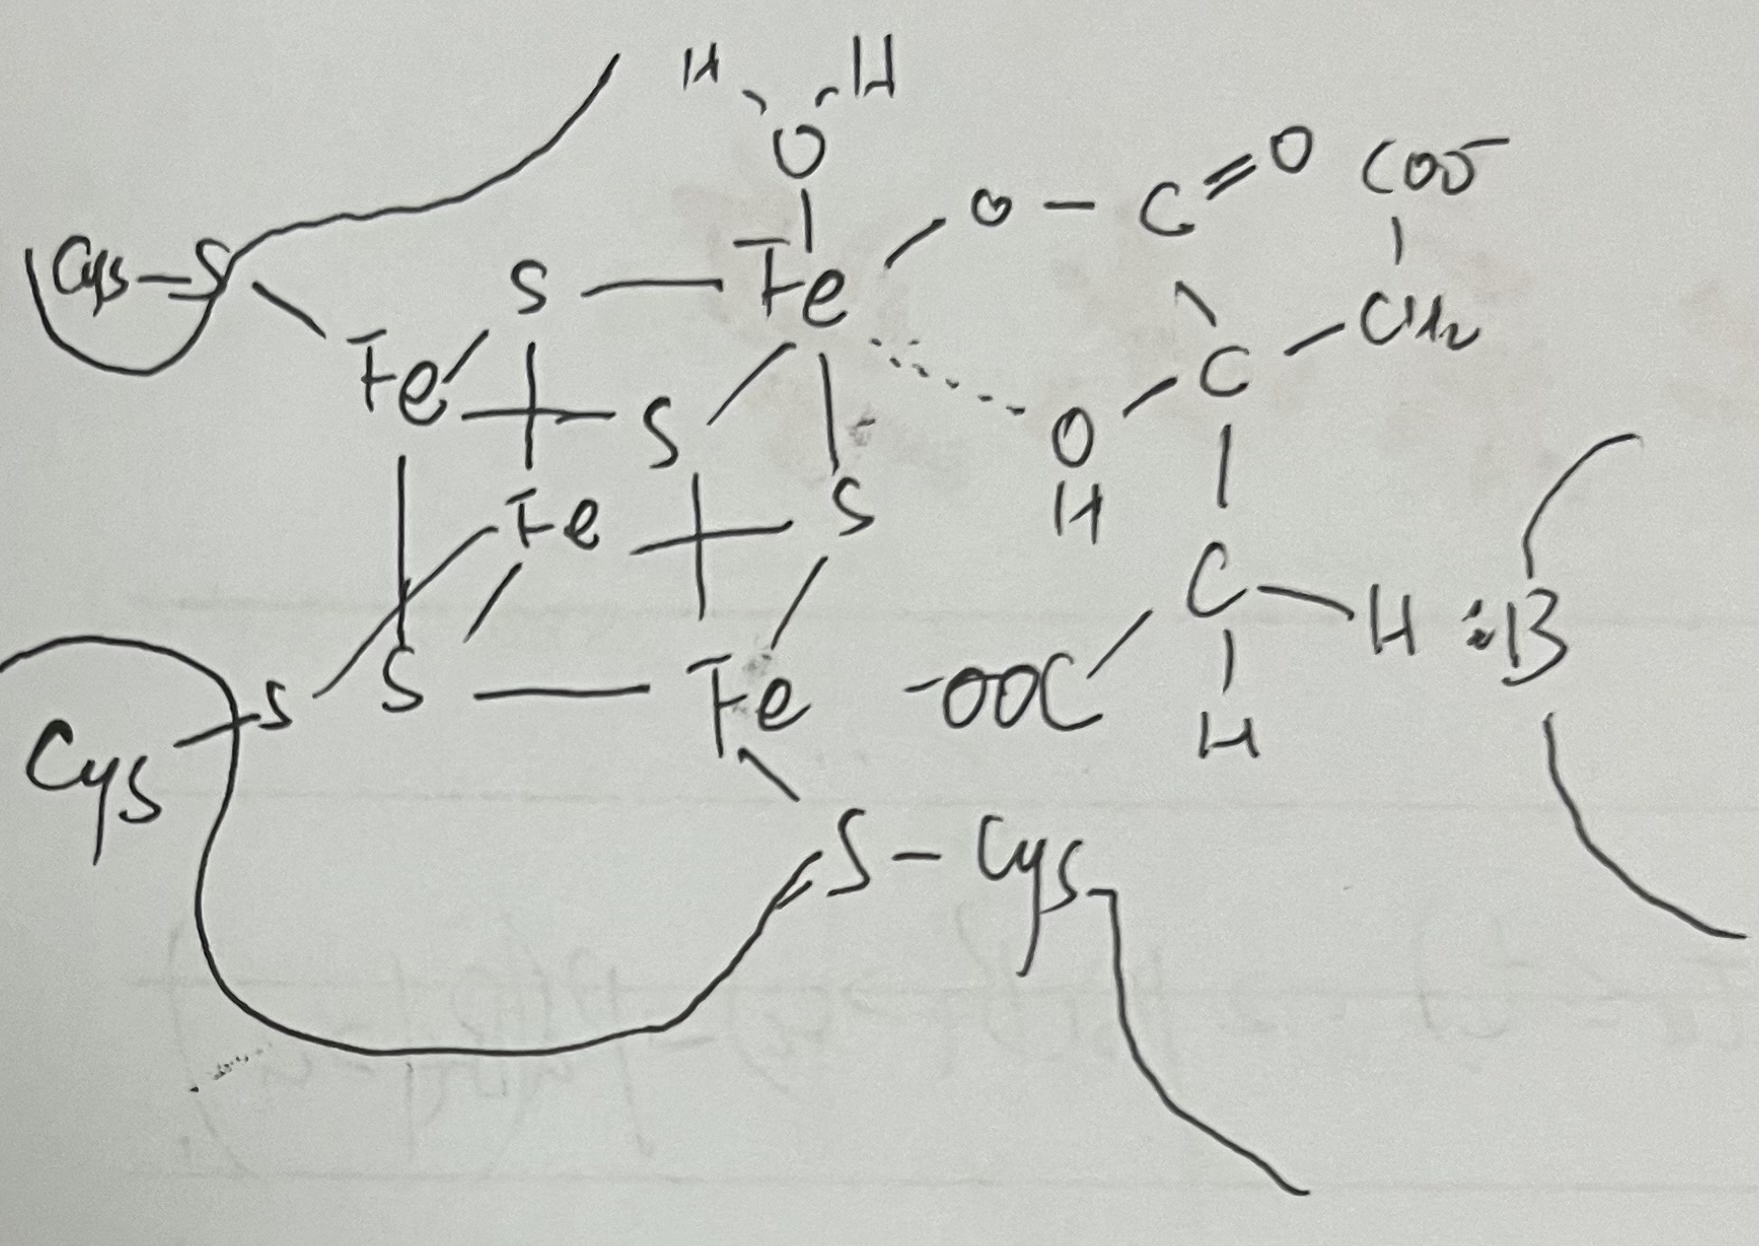 H H
O
Fe O – C = O COO⁻
Cys – S
S
Fe
CH₂
C
S
O
H
Fe
S
C
H :B
S
S
Fe
⁻OOC
H
Cys
S – Cys